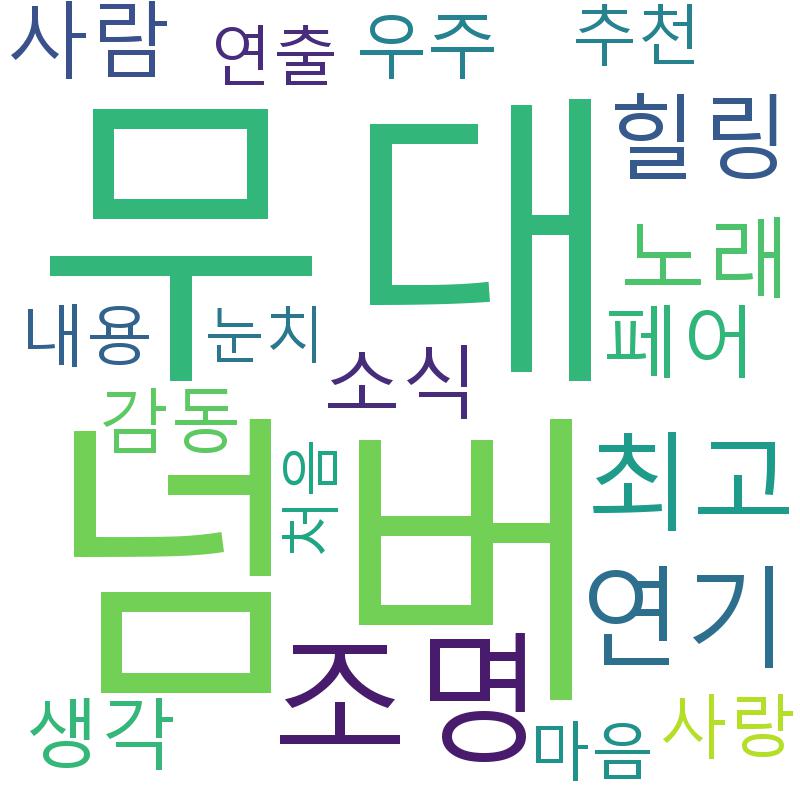 사람
연출
우주
추천
무대
힐링
노래
내용
눈치
페어
소식
감동
넘버
처음
최고
연기
조명
생각
마음
사랑